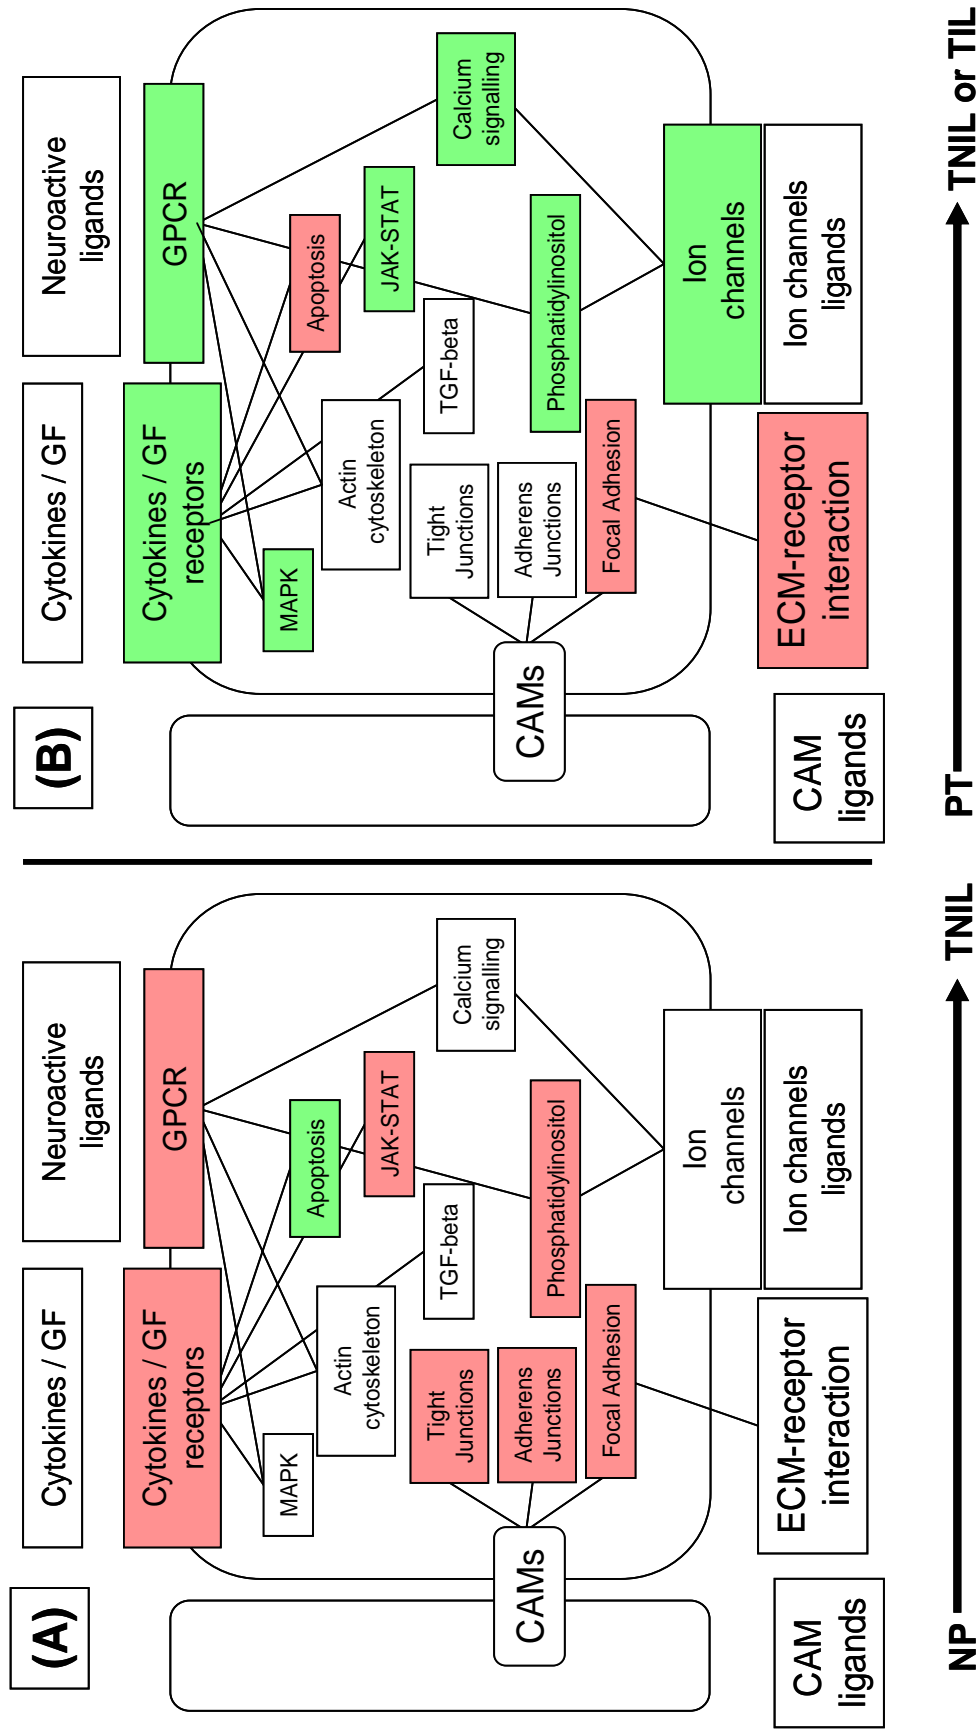 (A)
Cytokines / GF
Neuroactive
ligands
Cytokines / GF
receptors
GPCR
MAPK
Apoptosis
Actin
cytoskeleton
JAK-STAT
TGF-beta
Calcium
signalling
Tight
Junctions
Adherens
Junctions
Phosphatidylinositol
Focal Adhesion
CAMs
Ion
channels
CAM
ligands
ECM-receptor
interaction
Ion channels
ligands
NP
TNIL
(B)
Cytokines / GF
Neuroactive
ligands
Cytokines / GF
receptors
GPCR
MAPK
Apoptosis
Actin
cytoskeleton
JAK-STAT
TGF-beta
Calcium
signalling
Tight
Junctions
Adherens
Junctions
Phosphatidylinositol
Focal Adhesion
CAMs
Ion
channels
CAM
ligands
ECM-receptor
interaction
Ion channels
ligands
PT
TNIL or TIL